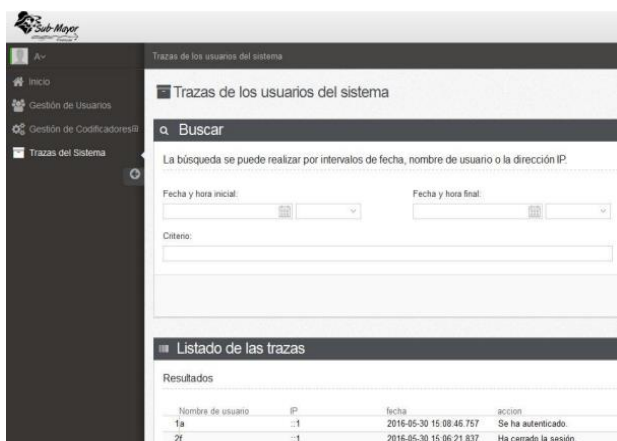 Sub-Mayor
A
Trazas de los usuarios del sistema
Inicio
Gestión de Usuarios
Gestión de Codificadores
Trazas del Sistema
Trazas de los usuarios del sistema
Buscar
La búsqueda se puede realizar por intervalos de fecha, nombre de usuario o la dirección IP.
Fecha y hora inicial: Fecha y hora final:
Criterio:
Listado de las trazas
Resultados
Nombre de usuario IP fecha accion
1a ::1 2016-05-30 15:08:46.757 Se ha autenticado.
2f ::1 2016-05-30 15:06:21.837 Ha cerrado la sesión.